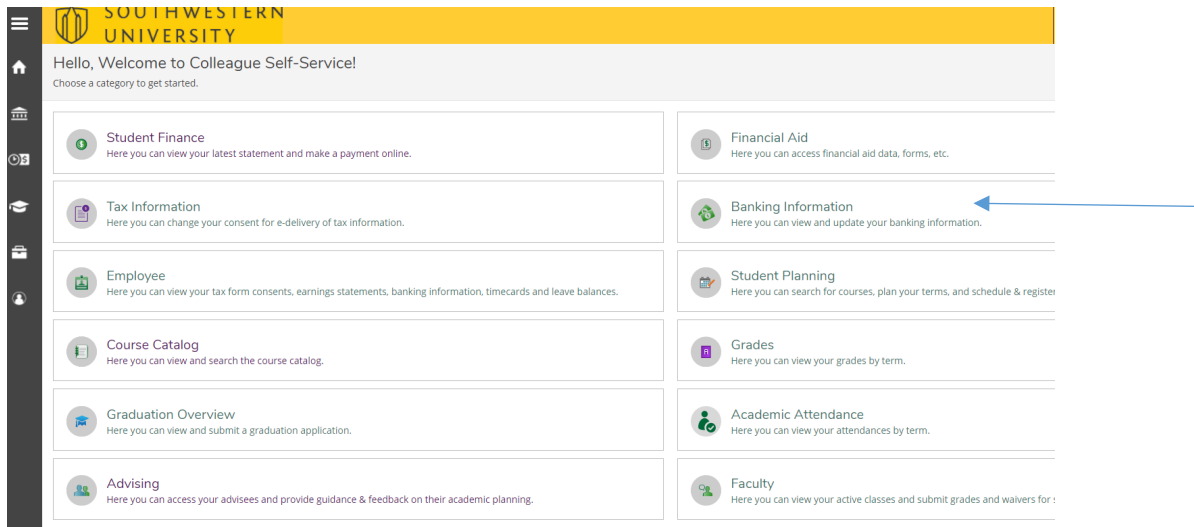 SOUTHWESTERN
UNIVERSITY
Hello, Welcome to Colleague Self-Service!
Choose a category to get started.
Student Finance
Here you can view your latest statement and make a payment online.
Financial Aid
Here you can access financial aid data, forms, etc.
Tax Information
Here you can change your consent for e-delivery of tax information.
Banking Information
Here you can view and update your banking information.
Employee
Here you can view your tax form consents, earnings statements, banking information, timecards and leave balances.
Student Planning
Here you can search for courses, plan your terms, and schedule & register
Course Catalog
Here you can view and search the course catalog.
Grades
Here you can view your grades by term.
Graduation Overview
Here you can view and submit a graduation application.
Academic Attendance
Here you can view your attendances by term.
Advising
Here you can access your advisees and provide guidance & feedback on their academic planning.
Faculty
Here you can view your active classes and submit grades and waivers for